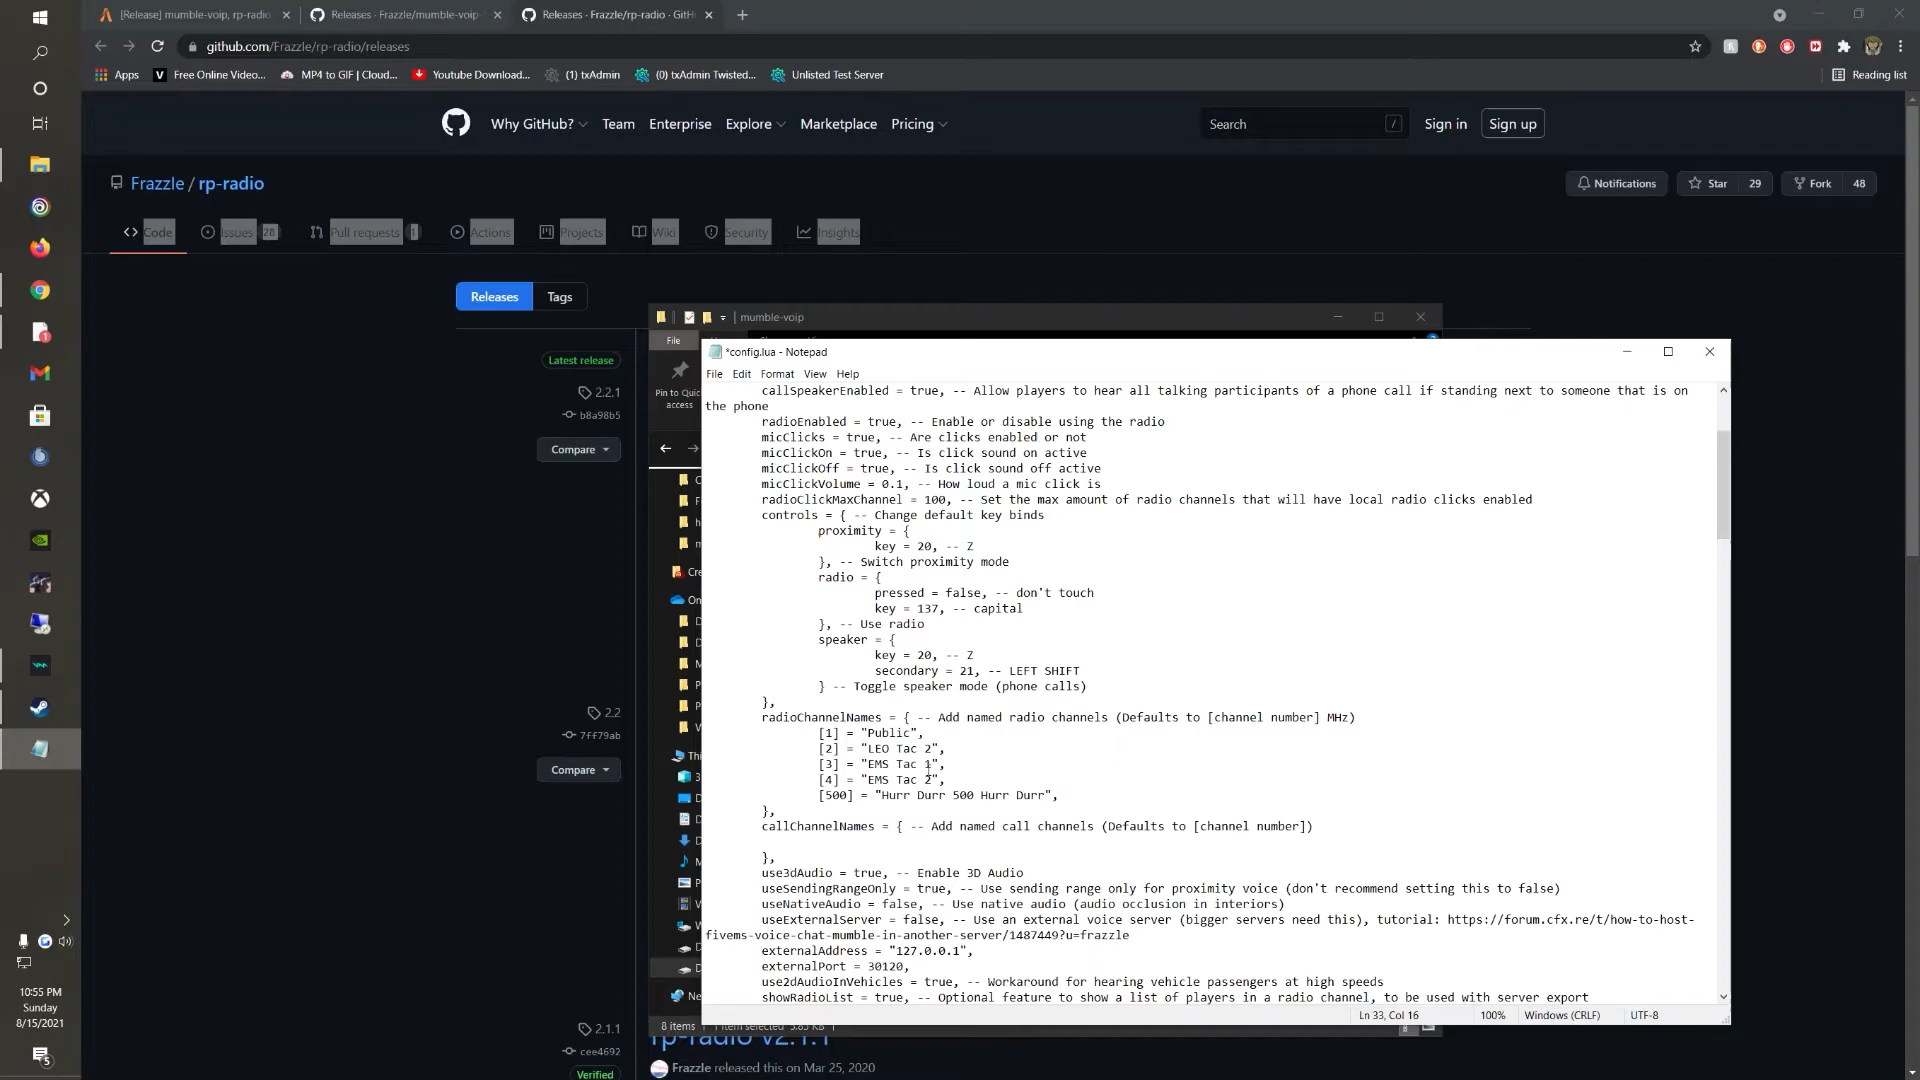 [Release] mumble-voip, rp-radio
Releases · Frazzle/mumble-voip-
Releases · Frazzle/rp-radio · GitH
github.com/Frazzle/rp-radio/releases
Apps
Free Online Video...
MP4 to GIF | Cloud...
Youtube Download...
(1) txAdmin
(0) txAdmin Twisted...
Unlisted Test Server
Reading list
Why GitHub?
Team
Enterprise
Explore
Marketplace
Pricing
Search
/
Sign in
Sign up
Frazzle / rp-radio
Notifications
Star 29
Fork 48
Code
Issues 28
Pull requests 1
Actions
Projects
Wiki
Security
Insights
Releases
Tags
Latest release
2.2.1
b8a98b5
Compare
2.2
7ff79ab
Compare
2.1.1
cee4692
Verified
mumble-voip
File
Pin to Quic
access
*config.lua - Notepad
File Edit Format View Help
callSpeakerEnabled = true, -- Allow players to hear all talking participants of a phone call if standing next to someone that is on
the phone
radioEnabled = true, -- Enable or disable using the radio
micClicks = true, -- Are clicks enabled or not
micClickOn = true, -- Is click sound on active
micClickOff = true, -- Is click sound off active
micClickVolume = 0.1, -- How loud a mic click is
radioClickMaxChannel = 100, -- Set the max amount of radio channels that will have local radio clicks enabled
controls = { -- Change default key binds
proximity = {
key = 20, -- Z
}, -- Switch proximity mode
radio = {
pressed = false, -- don't touch
key = 137, -- capital
}, -- Use radio
speaker = {
key = 20, -- Z
secondary = 21, -- LEFT SHIFT
} -- Toggle speaker mode (phone calls)
},
radioChannelNames = { -- Add named radio channels (Defaults to [channel number] MHz)
[1] = "Public",
[2] = "LEO Tac 2",
[3] = "EMS Tac 1",
[4] = "EMS Tac 2",
[500] = "Hurr Durr 500 Hurr Durr",
},
callChannelNames = { -- Add named call channels (Defaults to [channel number])
},
use3dAudio = true, -- Enable 3D Audio
useSendingRangeOnly = true, -- Use sending range only for proximity voice (don't recommend setting this to false)
useNativeAudio = false, -- Use native audio (audio occlusion in interiors)
useExternalServer = false, -- Use an external voice server (bigger servers need this), tutorial: https://forum.cfx.re/t/how-to-host-
fivems-voice-chat-mumble-in-another-server/1487449?u=frazzle
externalAddress = "127.0.0.1",
externalPort = 30120,
use2dAudioInVehicles = true, -- Workaround for hearing vehicle passengers at high speeds
showRadioList = true, -- Optional feature to show a list of players in a radio channel, to be used with server export
Ln 33, Col 16
100%
Windows (CRLF)
UTF-8
8 items
1 item selected 5.85 KB
rp-radio v2.1.1
Frazzle released this on Mar 25, 2020
10:55 PM
Sunday
8/15/2021
5